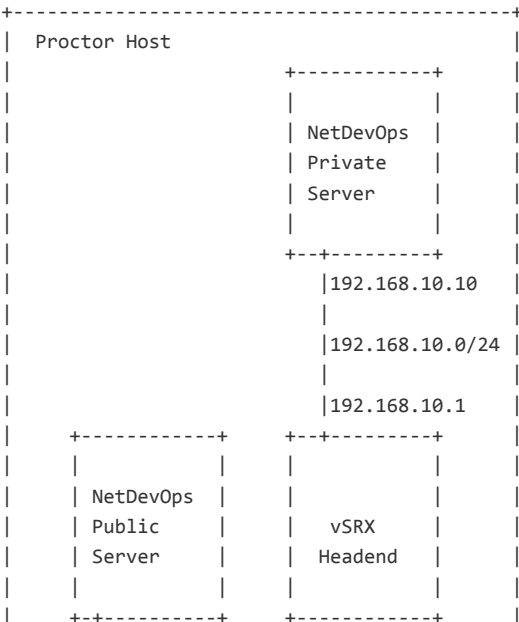 Proctor Host
NetDevOps
Private
Server
192.168.10.10
192.168.10.0/24
192.168.10.1
NetDevOps
Public vSRX
Server Headend